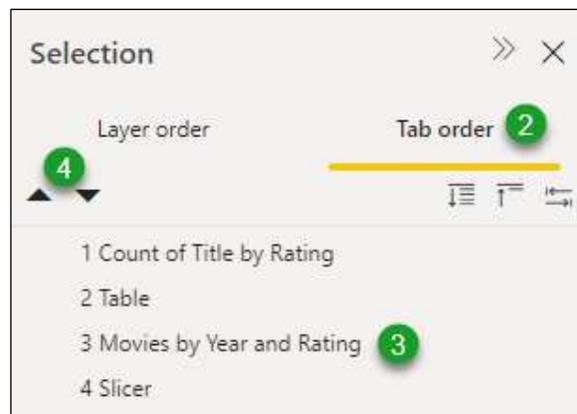 Selection
Layer order
Tab order 2
4
1 Count of Title by Rating
2 Table
3 Movies by Year and Rating 3
4 Slicer